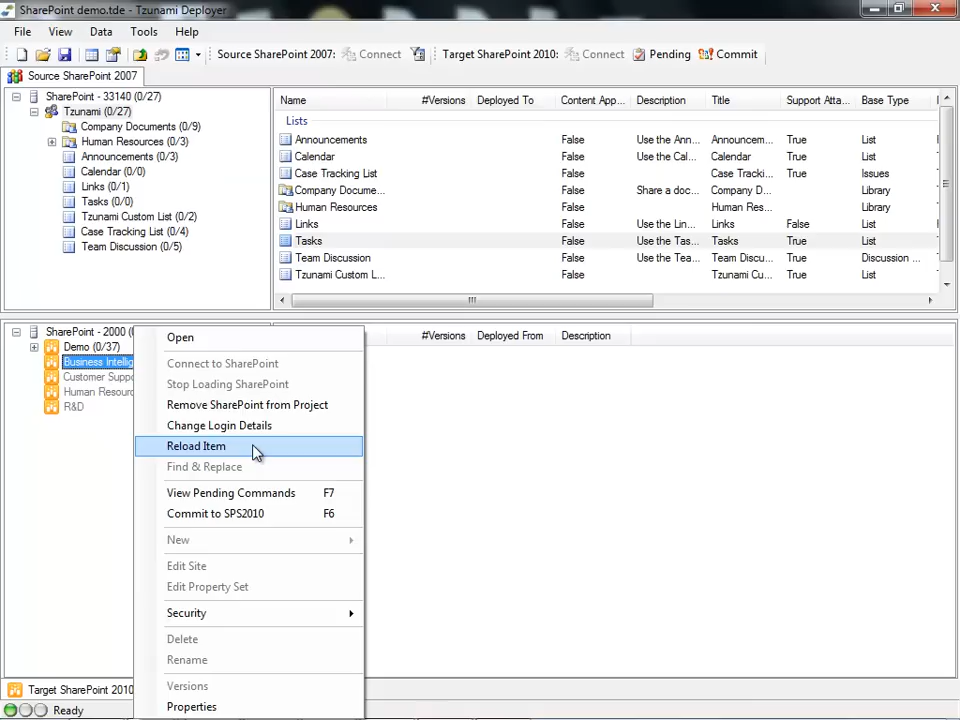 SharePoint demo.tde - Tzunami Deployer
File View Data Tools Help
Source SharePoint 2007: Connect Target SharePoint 2010: Connect Pending Commit
Source SharePoint 2007
SharePoint - 33140 (0/27)
Tzunami (0/27)
Company Documents (0/9)
Human Resources (0/3)
Announcements (0/3)
Calendar (0/0)
Links (0/1)
Tasks (0/0)
Tzunami Custom List (0/2)
Case Tracking List (0/4)
Team Discussion (0/5)
Name #Versions Deployed To Content App... Description Title Support Atta... Base Type
Lists
Announcements False Use the Ann... Announcem... True List
Calendar False Use the Cal... Calendar True List
Case Tracking List False Case Tracki... True Issues
Company Docume... False Share a doc... Company D... Library
Human Resources False Human Res... Library
Links False Use the Lin... Links False List
Tasks False Use the Tas... Tasks True List
Team Discussion False Use the Tea... Team Discu... True Discussion ...
Tzunami Custom L... False Tzunami Cu... True List
SharePoint - 2000 (0
Demo (0/37)
Business Intellig
Customer Suppo
Human Resourc
R&D
#Versions Deployed From Description
Open
Connect to SharePoint
Stop Loading SharePoint
Remove SharePoint from Project
Change Login Details
Reload Item
Find & Replace
View Pending Commands F7
Commit to SPS2010 F6
New
Edit Site
Edit Property Set
Security
Delete
Rename
Versions
Properties
Target SharePoint 2010
Ready